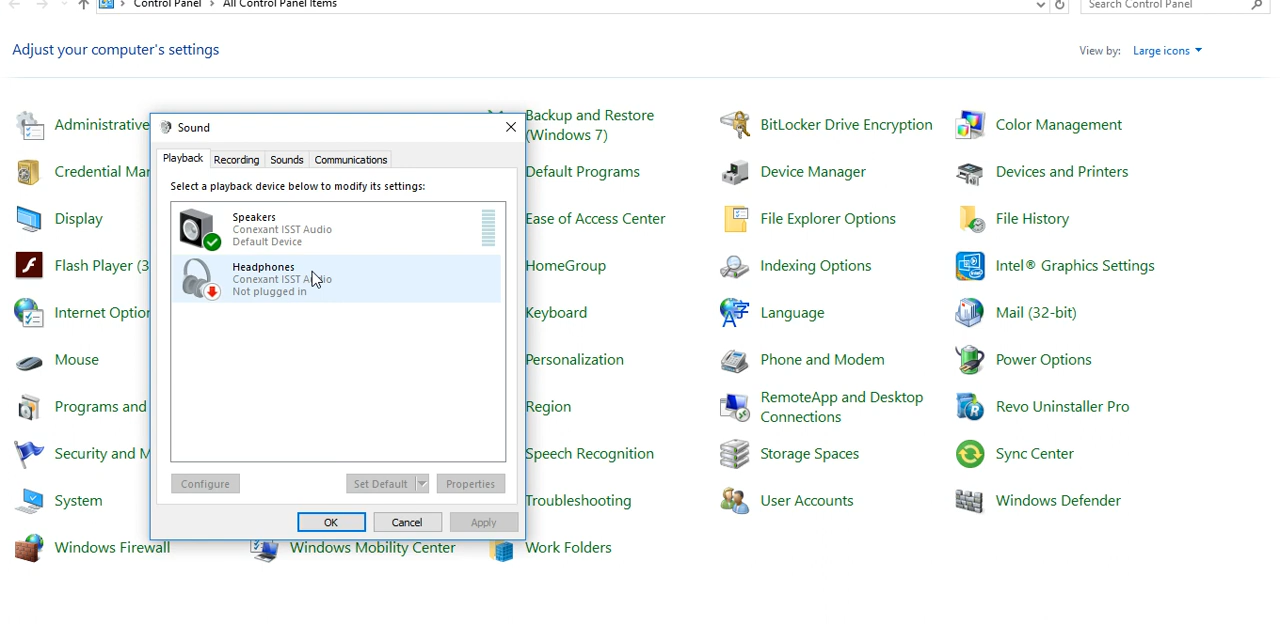 Control Panel > All Control Panel Items
Search Control Panel
Adjust your computer's settings
View by: Large icons
Administrative
Backup and Restore
(Windows 7)
BitLocker Drive Encryption
Color Management
Sound
Playback Recording Sounds Communications
Select a playback device below to modify its settings:
Speakers
Conexant ISST Audio
Default Device
Headphones
Conexant ISST Audio
Not plugged in
Configure
Set Default
Properties
OK
Cancel
Apply
Credential Mar
Default Programs
Device Manager
Devices and Printers
Display
Ease of Access Center
File Explorer Options
File History
Flash Player (3
HomeGroup
Indexing Options
Intel® Graphics Settings
Internet Option
Keyboard
Language
Mail (32-bit)
Mouse
Personalization
Phone and Modem
Power Options
Programs and
Region
RemoteApp and Desktop
Connections
Revo Uninstaller Pro
Security and M
Speech Recognition
Storage Spaces
Sync Center
System
Troubleshooting
User Accounts
Windows Defender
Windows Firewall
Windows Mobility Center
Work Folders